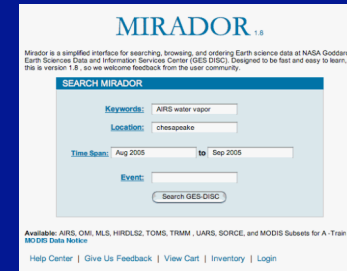 MIRADOR 1.8
Mirador is a simplified interface for searching, browsing, and ordering Earth science data at NASA Goddard
Earth Sciences Data and Information Services Center (GES DISC). Designed to be fast and easy to learn,
this is version 1.8 , so we welcome feedback from the user community.
SEARCH MIRADOR
Keywords: AIRS water vapor
Location: chesapeake
Time Span: Aug 2005 to Sep 2005
Event:
Search GES-DISC
Available: AIRS, OMI, MLS, HIRDLS2, TOMS, TRMM , UARS, SORCE, and MODIS Subsets for A -Train
MODIS Data Notice
Help Center | Give Us Feedback | View Cart | Inventory | Login